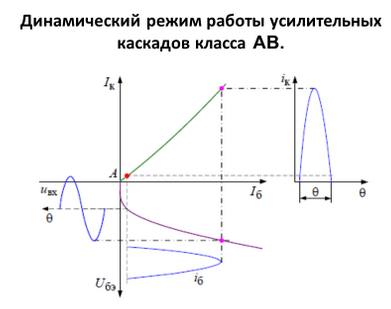 Динамический режим работы усилительных
каскадов класса АВ.
Iк
iк
A
uвх
Iб
θ
θ
θ
Uбэ
iб